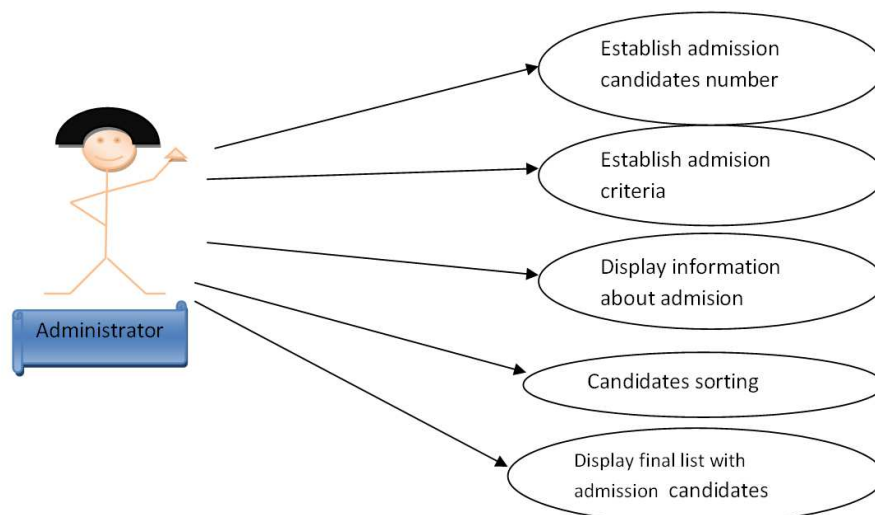 Establish admission
candidates number
Establish admision
criteria
Display information
about admision
Administrator
Candidates sorting
Display final list with
admission candidates